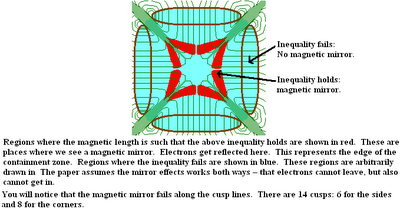 Inequality fails:
No magnetic mirror.
Inequality holds:
magnetic mirror.
Regions where the magnetic length is such that the above inequality holds are shown in red. These are
places where we see a magnetic mirror. Electrons get reflected here. This represents the edge of the
containment zone. Regions where the inequality fails are shown in blue. These regions are arbitrarily
drawn in The paper assumes the mirror effects works both ways – that electrons cannot leave, but also
cannot get in.
You will notice that the magnetic mirror fails along the cusp lines. There are 14 cusps: 6 for the sides
and 8 for the corners.